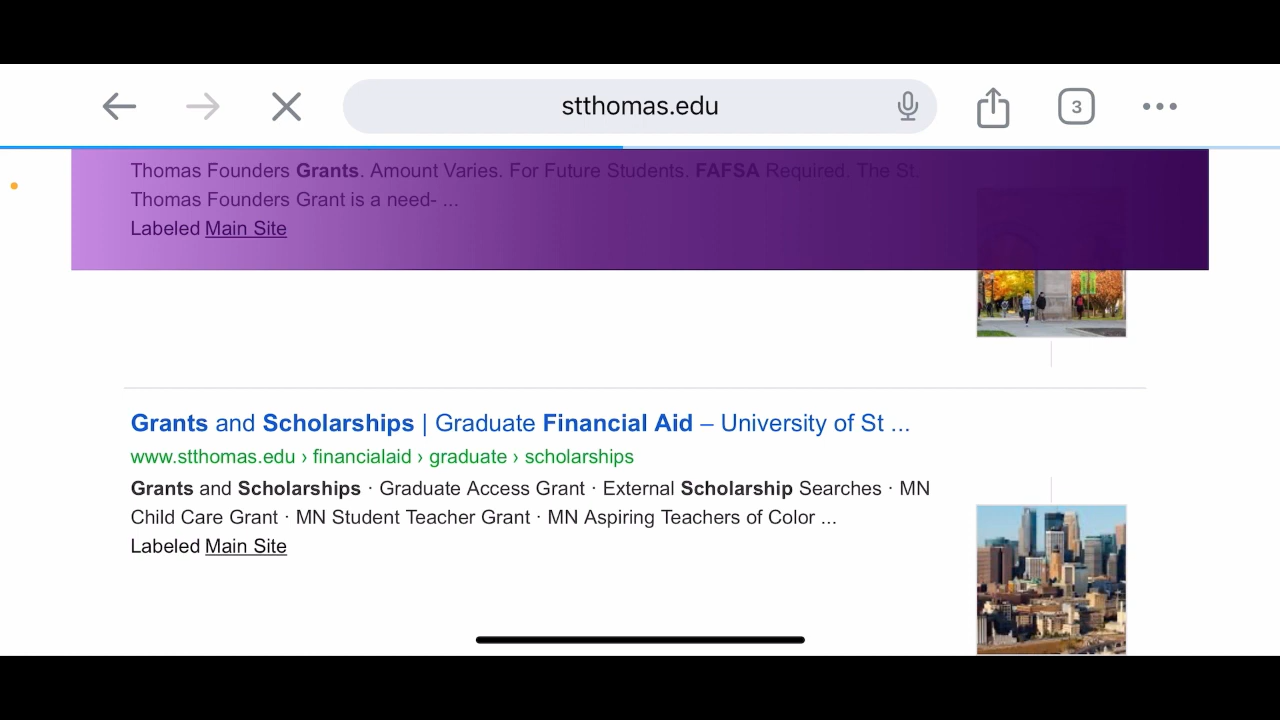 stthomas.edu
3
Thomas Founders Grants. Amount Varies. For Future Students. FAFSA Required. The St.
Thomas Founders Grant is a need- ...
Labeled Main Site
Grants and Scholarships | Graduate Financial Aid – University of St ...
www.stthomas.edu › financialaid › graduate › scholarships
Grants and Scholarships · Graduate Access Grant · External Scholarship Searches · MN
Child Care Grant · MN Student Teacher Grant · MN Aspiring Teachers of Color ...
Labeled Main Site